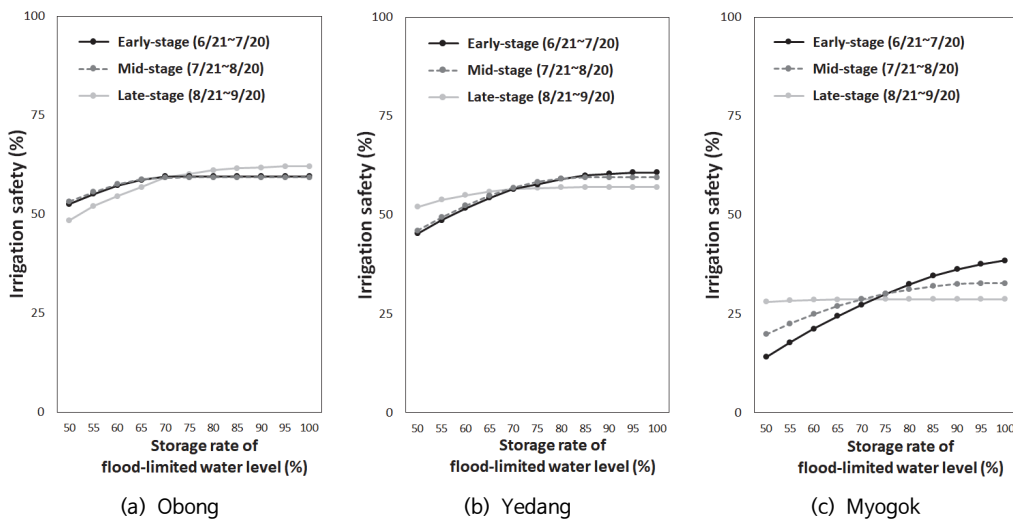 100
75
50
25
0
Irrigation safety (%)
Early-stage (6/21~7/20)
Mid-stage (7/21~8/20)
Late-stage (8/21~9/20)
50 55 60 65 70 75 80 85 90 95 100
Storage rate of
flood-limited water level (%)
(a) Obong
100
75
50
25
0
Irrigation safety (%)
Early-stage (6/21~7/20)
Mid-stage (7/21~8/20)
Late-stage (8/21~9/20)
50 55 60 65 70 75 80 85 90 95 100
Storage rate of
flood-limited water level (%)
(b) Yedang
100
75
50
25
0
Irrigation safety (%)
Early-stage (6/21~7/20)
Mid-stage (7/21~8/20)
Late-stage (8/21~9/20)
50 55 60 65 70 75 80 85 90 95 100
Storage rate of
flood-limited water level (%)
(c) Myogok